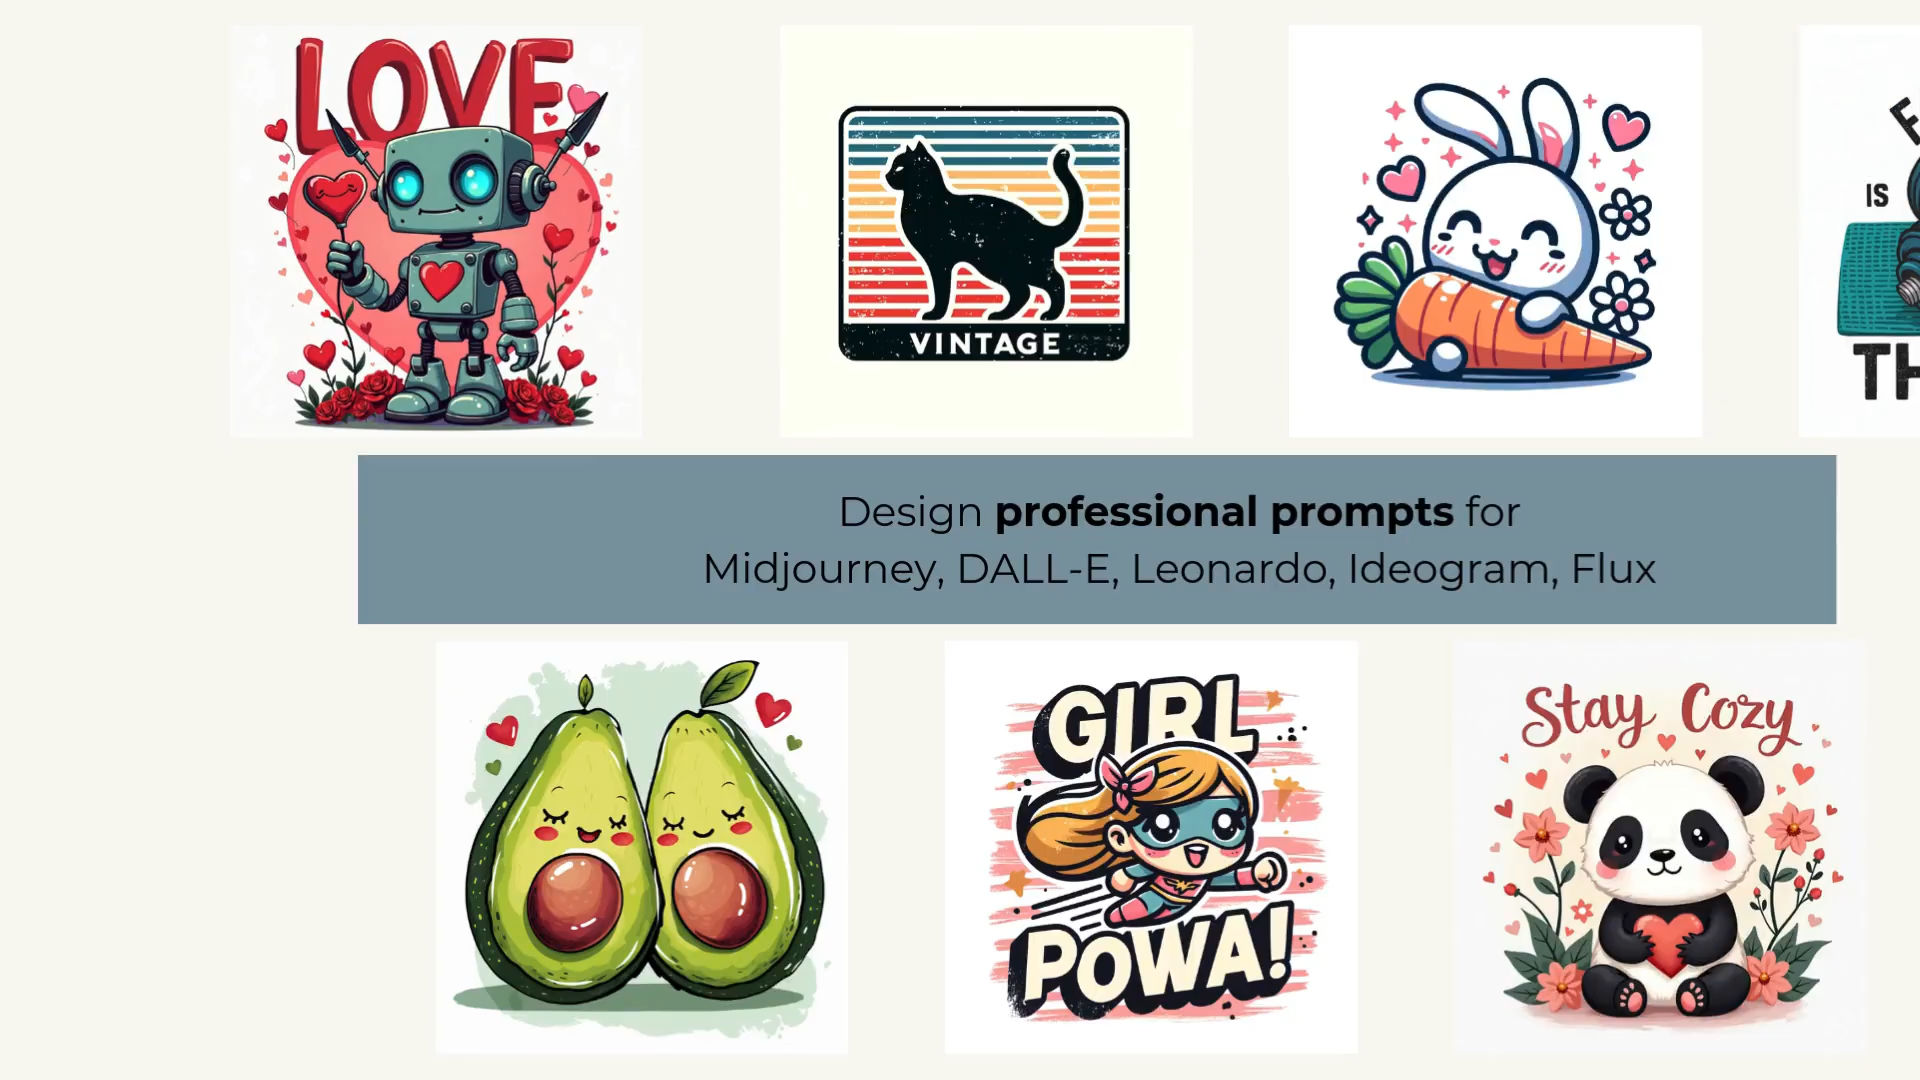 LOVE
VINTAGE
IS
Design professional prompts for
Midjourney, DALL-E, Leonardo, Ideogram, Flux
GIRL
POWA!
Stay Cozy